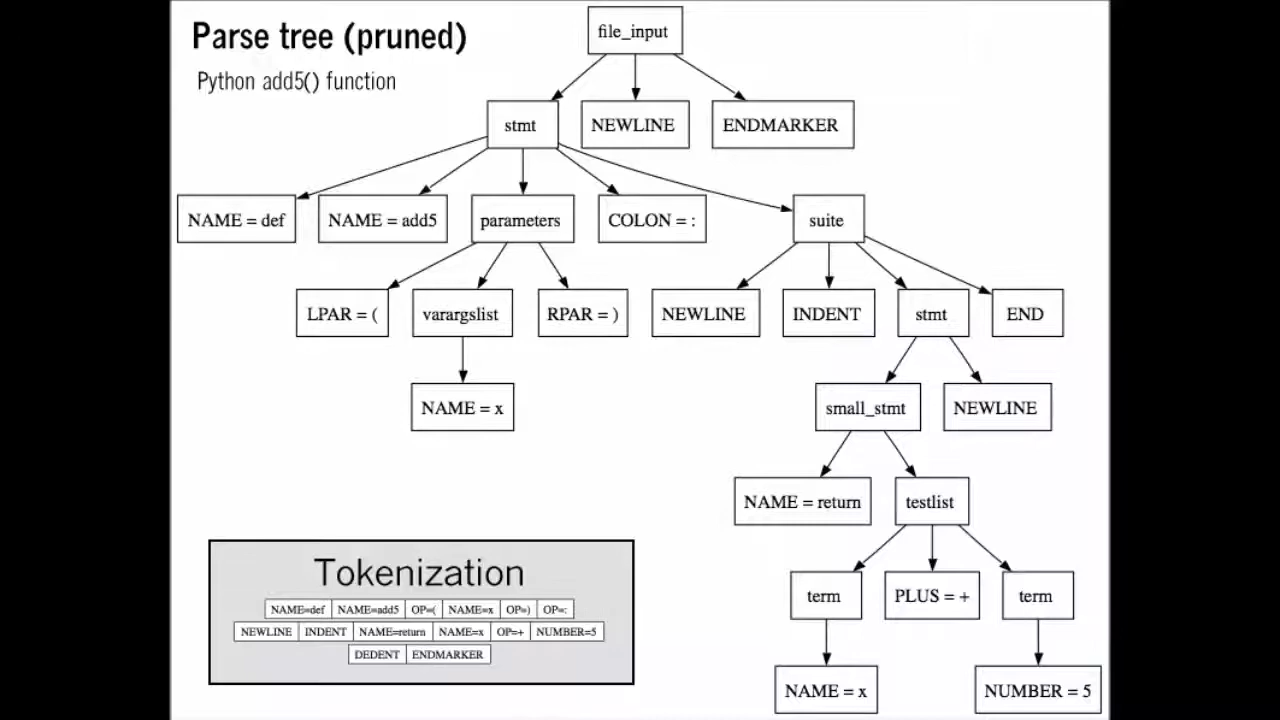 Parse tree (pruned)
Python add5() function
file_input
stmt
NEWLINE
ENDMARKER
NAME = def
NAME = add5
parameters
COLON = :
suite
LPAR = (
varargslist
RPAR = )
NEWLINE
INDENT
stmt
END
NAME = x
small_stmt
NEWLINE
NAME = return
testlist
term
PLUS = +
term
NAME = x
NUMBER = 5
Tokenization
NAME=def NAME=add5 OP=( NAME=x OP=) OP=:
NEWLINE INDENT NAME=return NAME=x OP=+ NUMBER=5
DEDENT ENDMARKER